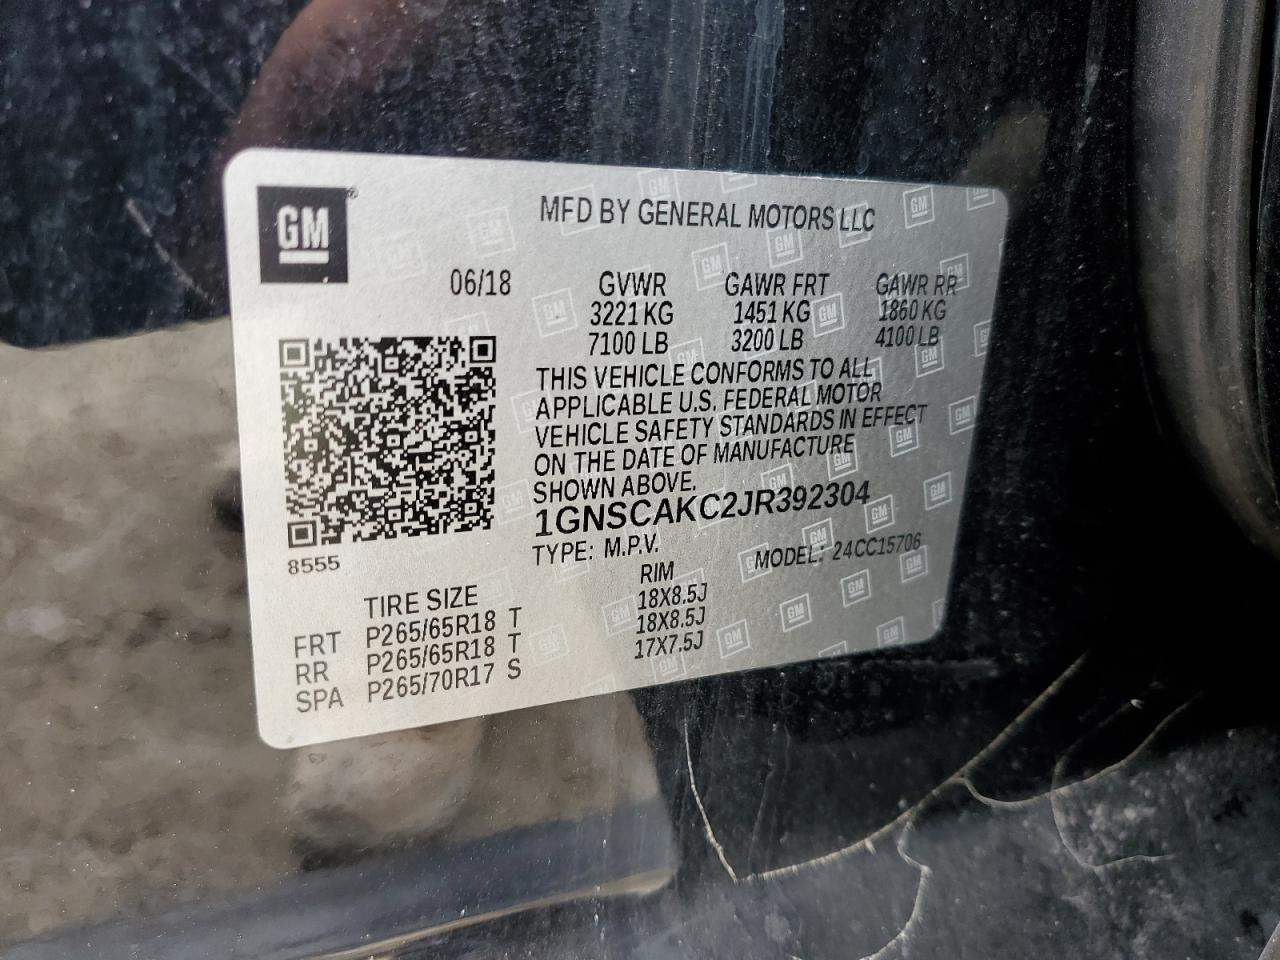 GM ®
MFD BY GENERAL MOTORS LLC
06/18 GVWR GAWR FRT GAWR RR
3221 KG 1451 KG 1860 KG
7100 LB 3200 LB 4100 LB
THIS VEHICLE CONFORMS TO ALL
APPLICABLE U.S. FEDERAL MOTOR
VEHICLE SAFETY STANDARDS IN EFFECT
ON THE DATE OF MANUFACTURE
SHOWN ABOVE.
1GNSCAKC2JR392304
TYPE: M.P.V. MODEL: 24CC15706
8555
TIRE SIZE RIM
FRT P265/65R18 T 18X8.5J
RR P265/65R18 T 18X8.5J
SPA P265/70R17 S 17X7.5J